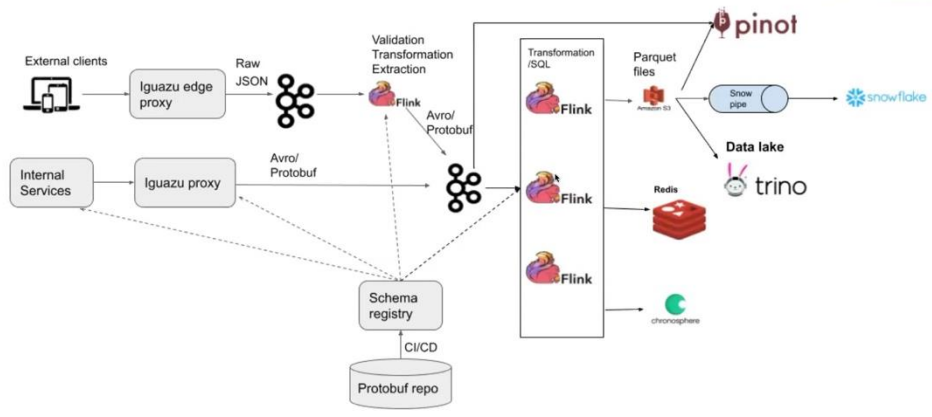 pinot
External clients
Iguazu edge
proxy
Raw
JSON
Validation
Transformation
Extraction
Flink
Avro/
Protobuf
Transformation
/SQL
Flink
Parquet
files
Amazon S3
Snow
pipe
snowflake
Data lake
trino
Internal
Services
Iguazu proxy
Avro/
Protobuf
Flink
Redis
Flink
chronosphere
Schema
registry
CI/CD
Protobuf repo